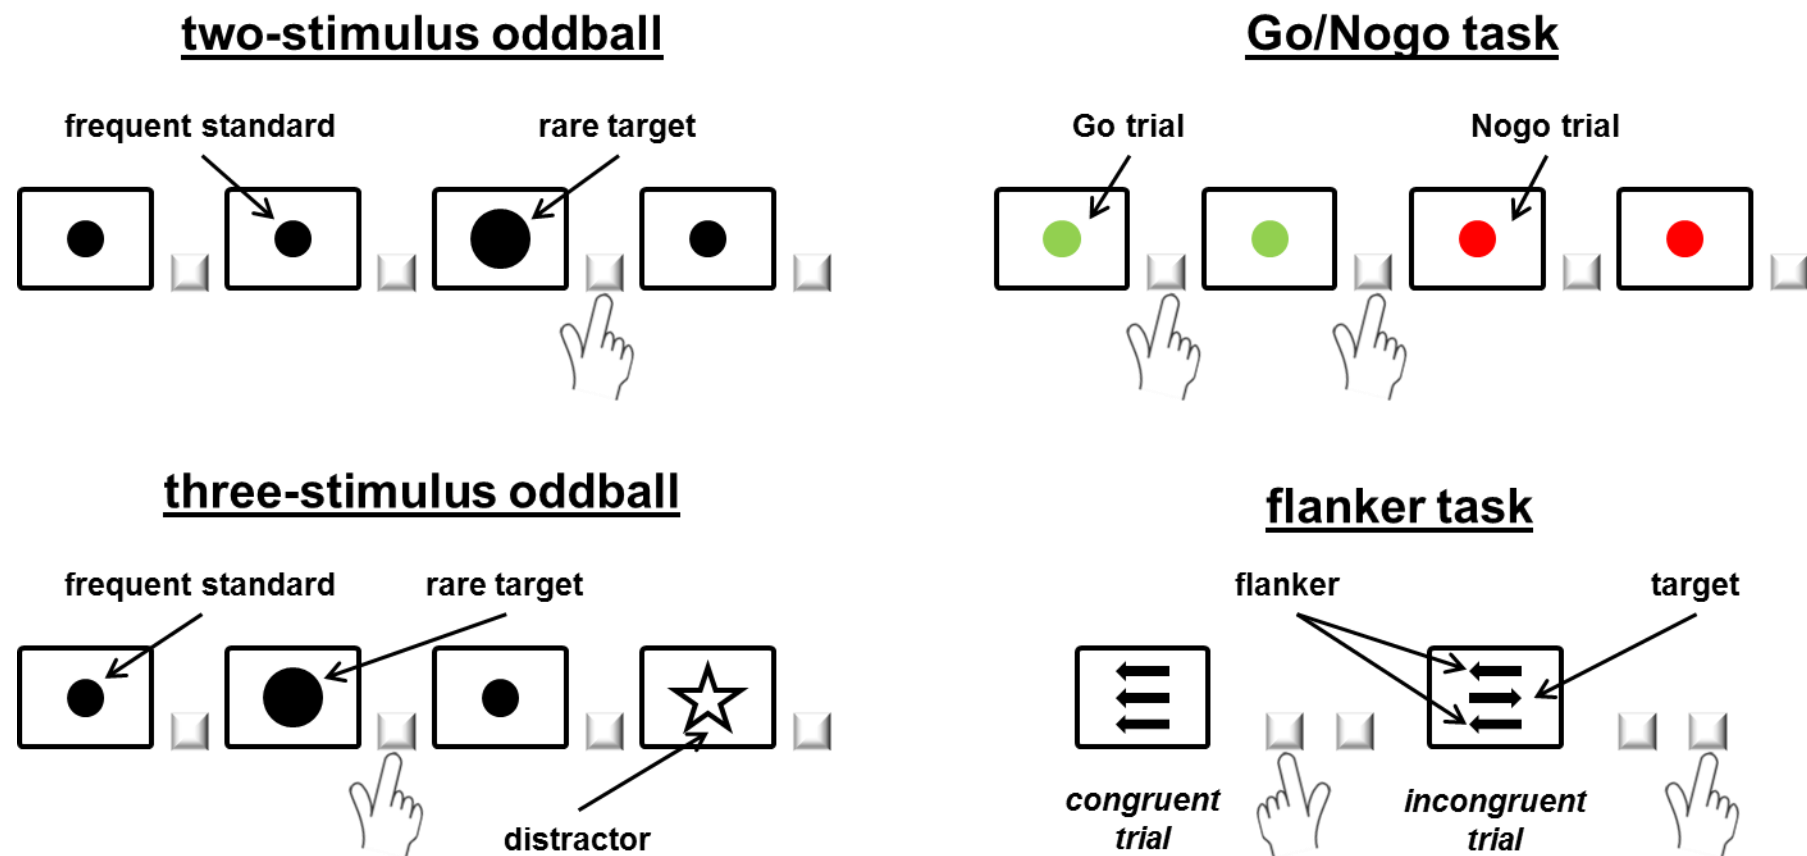 two-stimulus oddball
frequent standard
rare target
Go/Nogo task
Go trial
Nogo trial
three-stimulus oddball
frequent standard
rare target
distractor
flanker task
flanker
target
congruent
trial
incongruent
trial